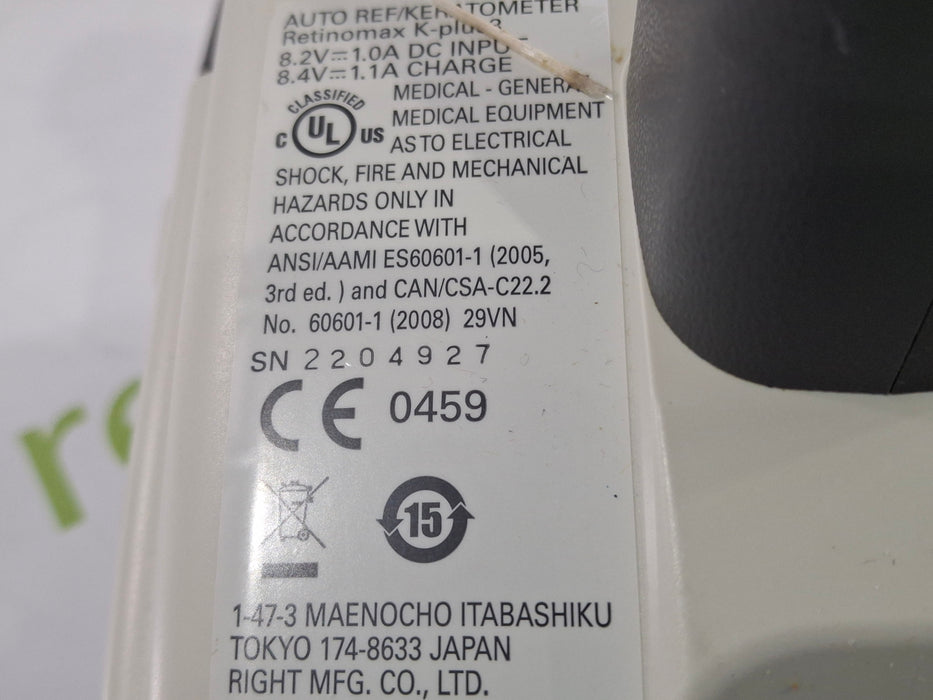 AUTO REF/KERATOMETER
Retinomax K-plus 3
8.2V⎓1.0A DC INPUT
8.4V⎓1.1A CHARGE
CLASSIFIED
C UL US
MEDICAL - GENERAL
MEDICAL EQUIPMENT
AS TO ELECTRICAL
SHOCK, FIRE AND MECHANICAL
HAZARDS ONLY IN
ACCORDANCE WITH
ANSI/AAMI ES60601-1 (2005,
3rd ed. ) and CAN/CSA-C22.2
No. 60601-1 (2008) 29VN
SN 2204927
CE 0459
15
1-47-3 MAENOCHO ITABASHIKU
TOKYO 174-8633 JAPAN
RIGHT MFG. CO., LTD.
re